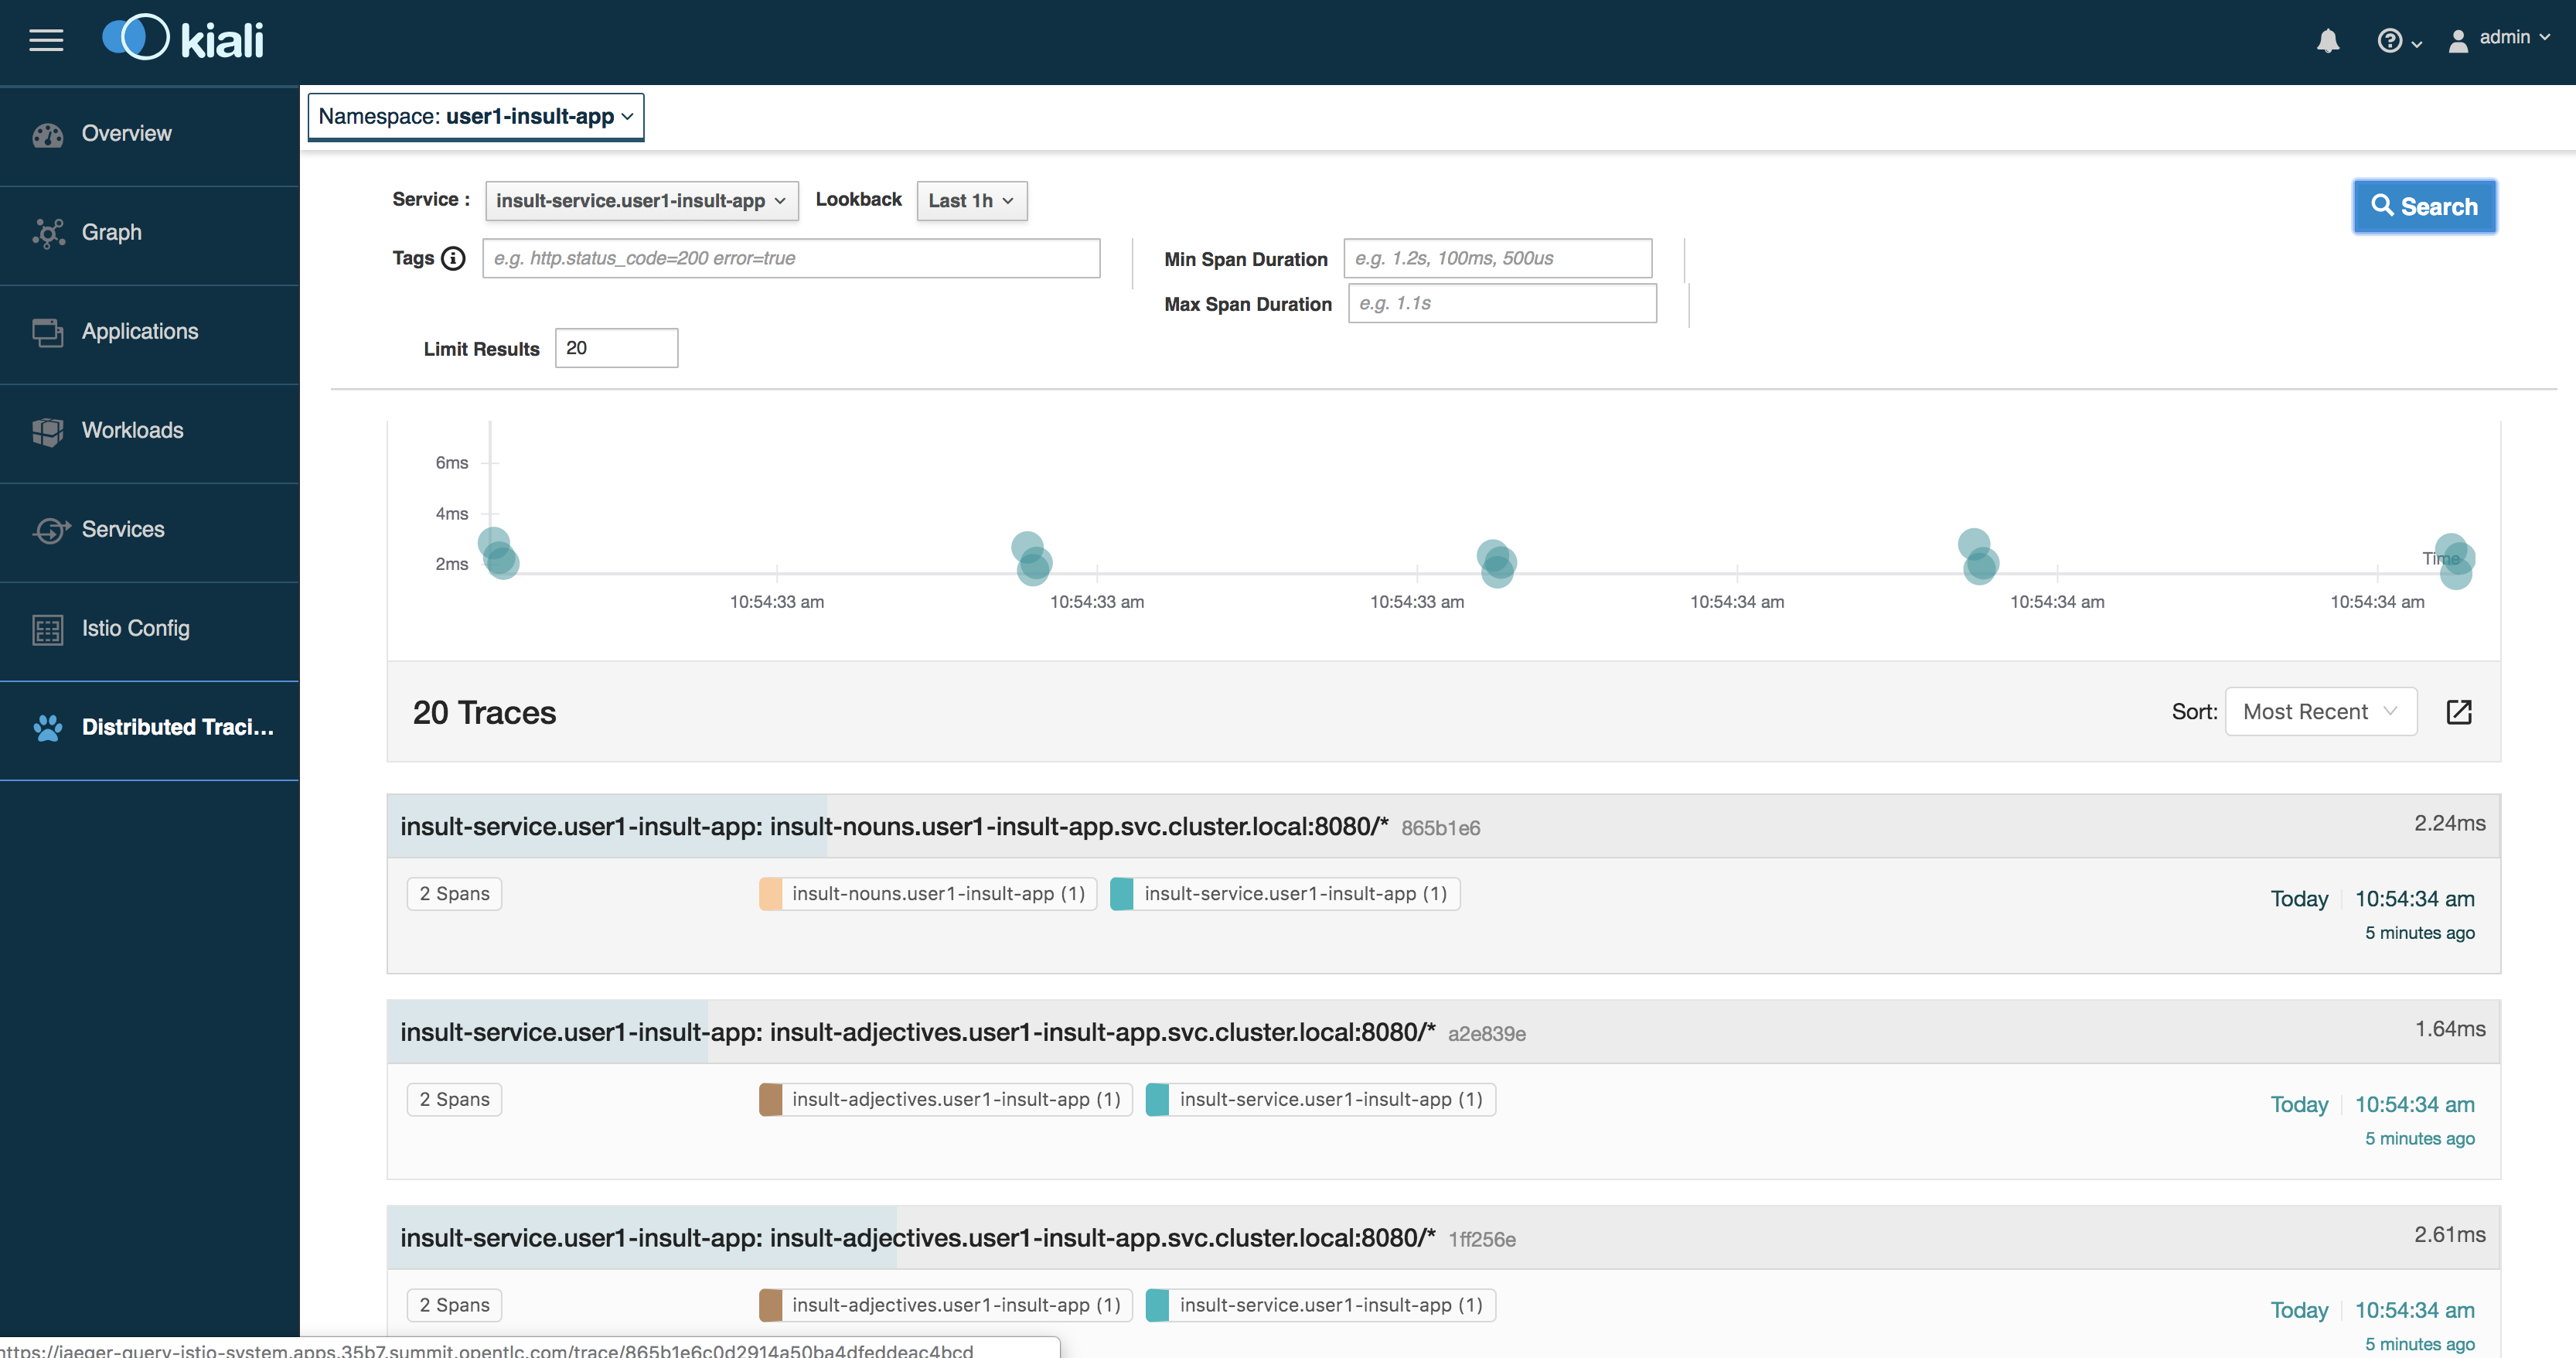 kiali
admin
Overview
Graph
Applications
Workloads
Services
Istio Config
Distributed Traci...
Namespace: user1-insult-app
Service : insult-service.user1-insult-app Lookback Last 1h
Search
Tags e.g. http.status_code=200 error=true
Min Span Duration e.g. 1.2s, 100ms, 500us
Max Span Duration e.g. 1.1s
Limit Results 20
6ms
4ms
2ms
Time
10:54:33 am 10:54:33 am 10:54:33 am 10:54:34 am 10:54:34 am 10:54:34 am
20 Traces
Sort: Most Recent
insult-service.user1-insult-app: insult-nouns.user1-insult-app.svc.cluster.local:8080/* 865b1e6 2.24ms
2 Spans insult-nouns.user1-insult-app (1) insult-service.user1-insult-app (1) Today 10:54:34 am
5 minutes ago
insult-service.user1-insult-app: insult-adjectives.user1-insult-app.svc.cluster.local:8080/* a2e839e 1.64ms
2 Spans insult-adjectives.user1-insult-app (1) insult-service.user1-insult-app (1) Today 10:54:34 am
5 minutes ago
insult-service.user1-insult-app: insult-adjectives.user1-insult-app.svc.cluster.local:8080/* 1ff256e 2.61ms
2 Spans insult-adjectives.user1-insult-app (1) insult-service.user1-insult-app (1) Today 10:54:34 am
5 minutes ago
https://jaeger-query-istio-system.apps.35b7.summit.opentlc.com/trace/865b1e6c0d2914a50ba4dfeddeac4bcd